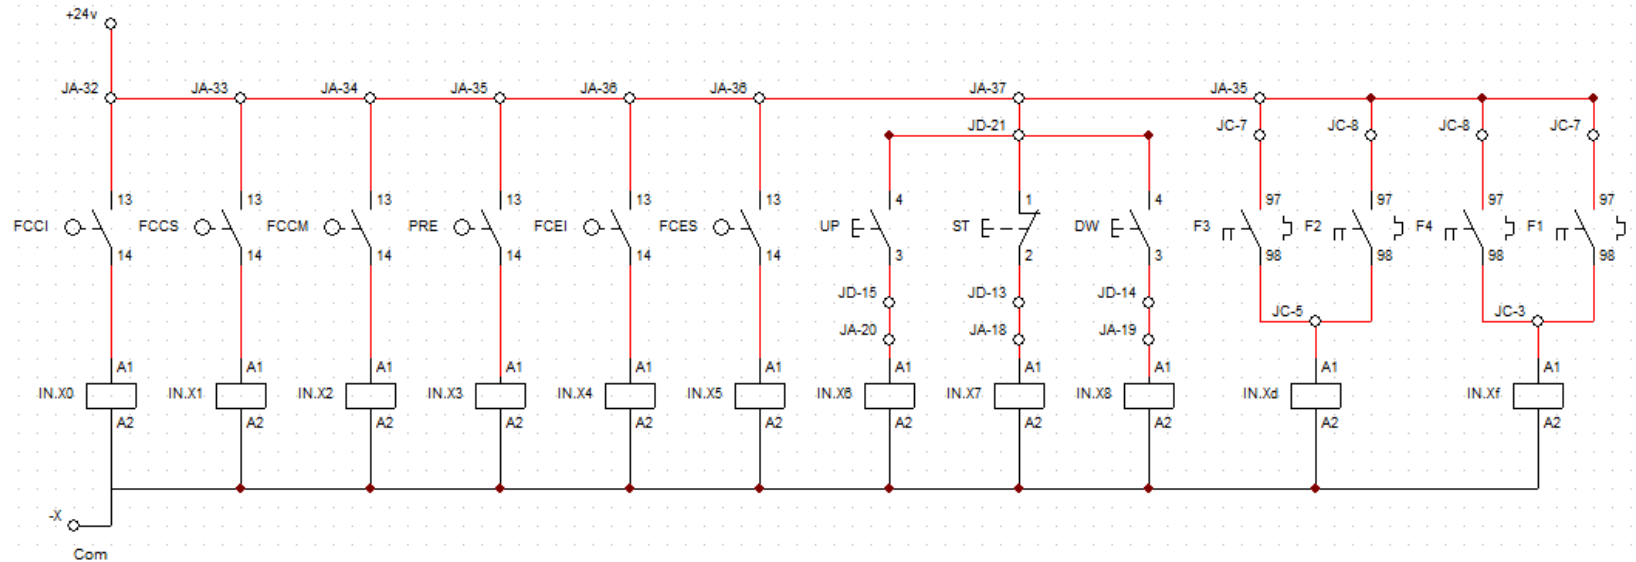 +24v
JA-32 JA-33 JA-34 JA-35 JA-36 JA-36 JA-37 JA-35
JD-21 JC-7 JC-8 JC-8 JC-7
13 13 13 13 13 13 4 1 4 97 97 97 97
FCCI FCCS FCCM PRE FCEI FCES UP ST DW F3 F2 F4 F1
14 14 14 14 14 14 3 2 3 98 98 98 98
JD-15 JD-13 JD-14
JC-5 JC-3
JA-20 JA-18 JA-19
A1 A1 A1 A1 A1 A1 A1 A1 A1 A1 A1
IN.X0 IN.X1 IN.X2 IN.X3 IN.X4 IN.X5 IN.X6 IN.X7 IN.X8 IN.Xd IN.Xf
A2 A2 A2 A2 A2 A2 A2 A2 A2 A2 A2
-X
Com